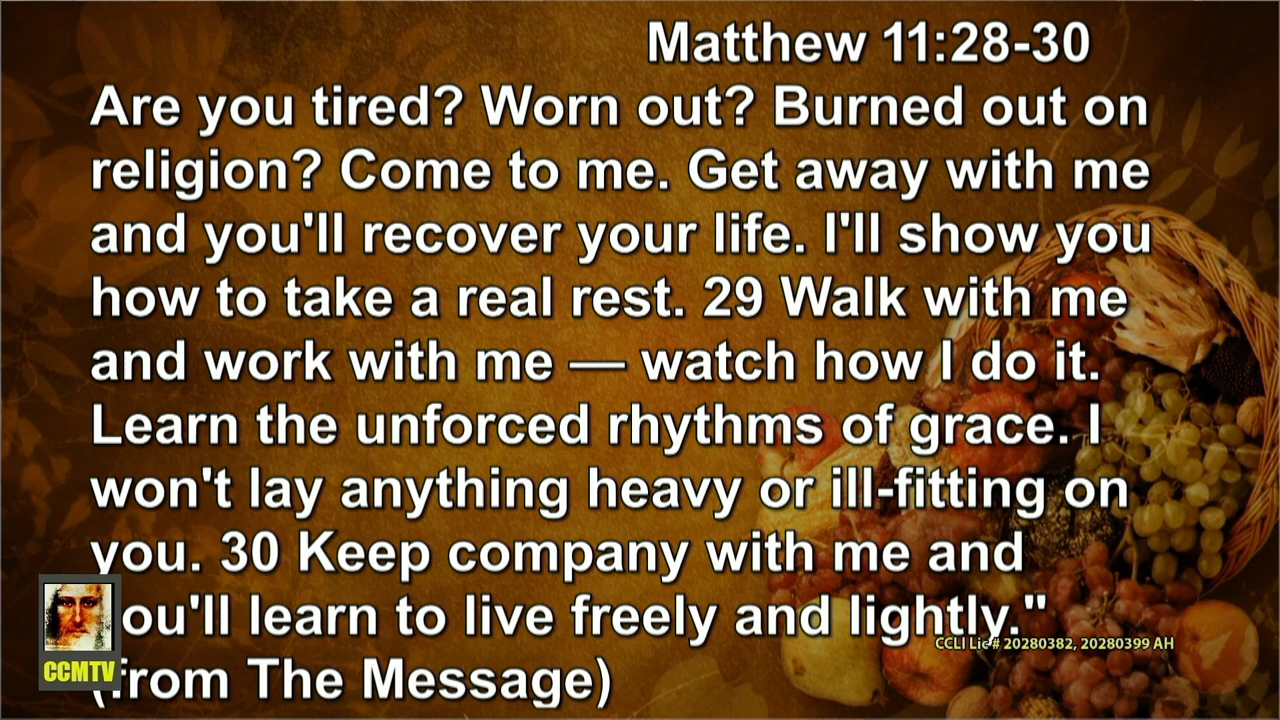 Matthew 11:28-30
Are you tired? Worn out? Burned out on
religion? Come to me. Get away with me
and you'll recover your life. I'll show you
how to take a real rest. 29 Walk with me
and work with me — watch how I do it.
Learn the unforced rhythms of grace. I
won't lay anything heavy or ill-fitting on
you. 30 Keep company with me and
you'll learn to live freely and lightly."
CCLI Lic# 20280382, 20280399 AH
(from The Message)
CCMTV